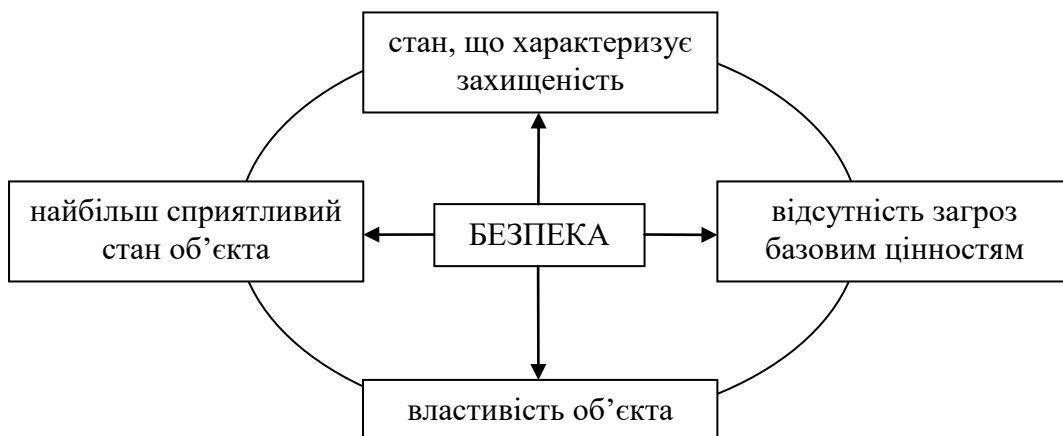 стан, що характеризує
захищеність
найбільш сприятливий
стан об’єкта
БЕЗПЕКА
відсутність загроз
базовим цінностям
властивість об’єкта